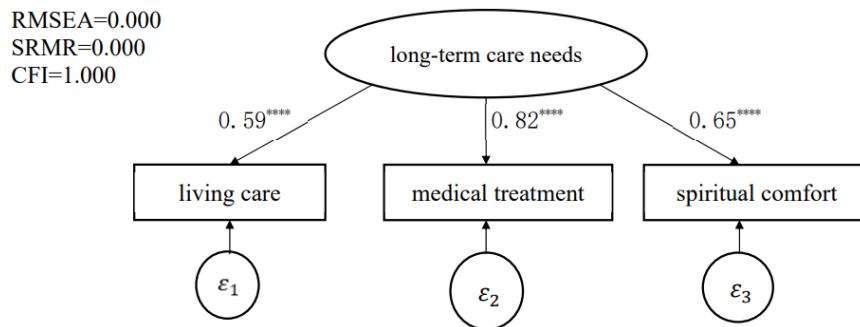 RMSEA=0.000
SRMR=0.000
CFI=1.000
long-term care needs
0.59****
0.82****
0.65****
living care
medical treatment
spiritual comfort
ε1
ε2
ε3